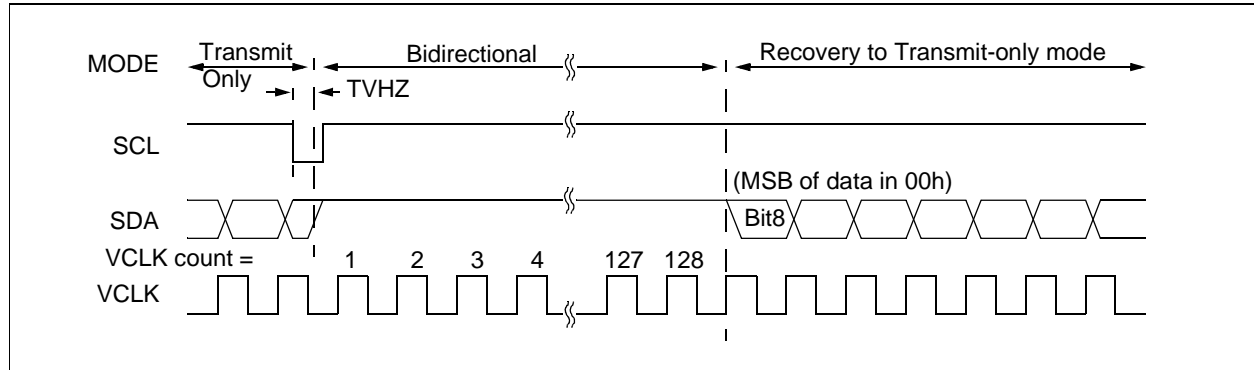 MODE Transmit Only Bidirectional Recovery to Transmit-only mode
TVHZ
SCL
(MSB of data in 00h)
SDA Bit8
VCLK count = 1 2 3 4 127 128
VCLK